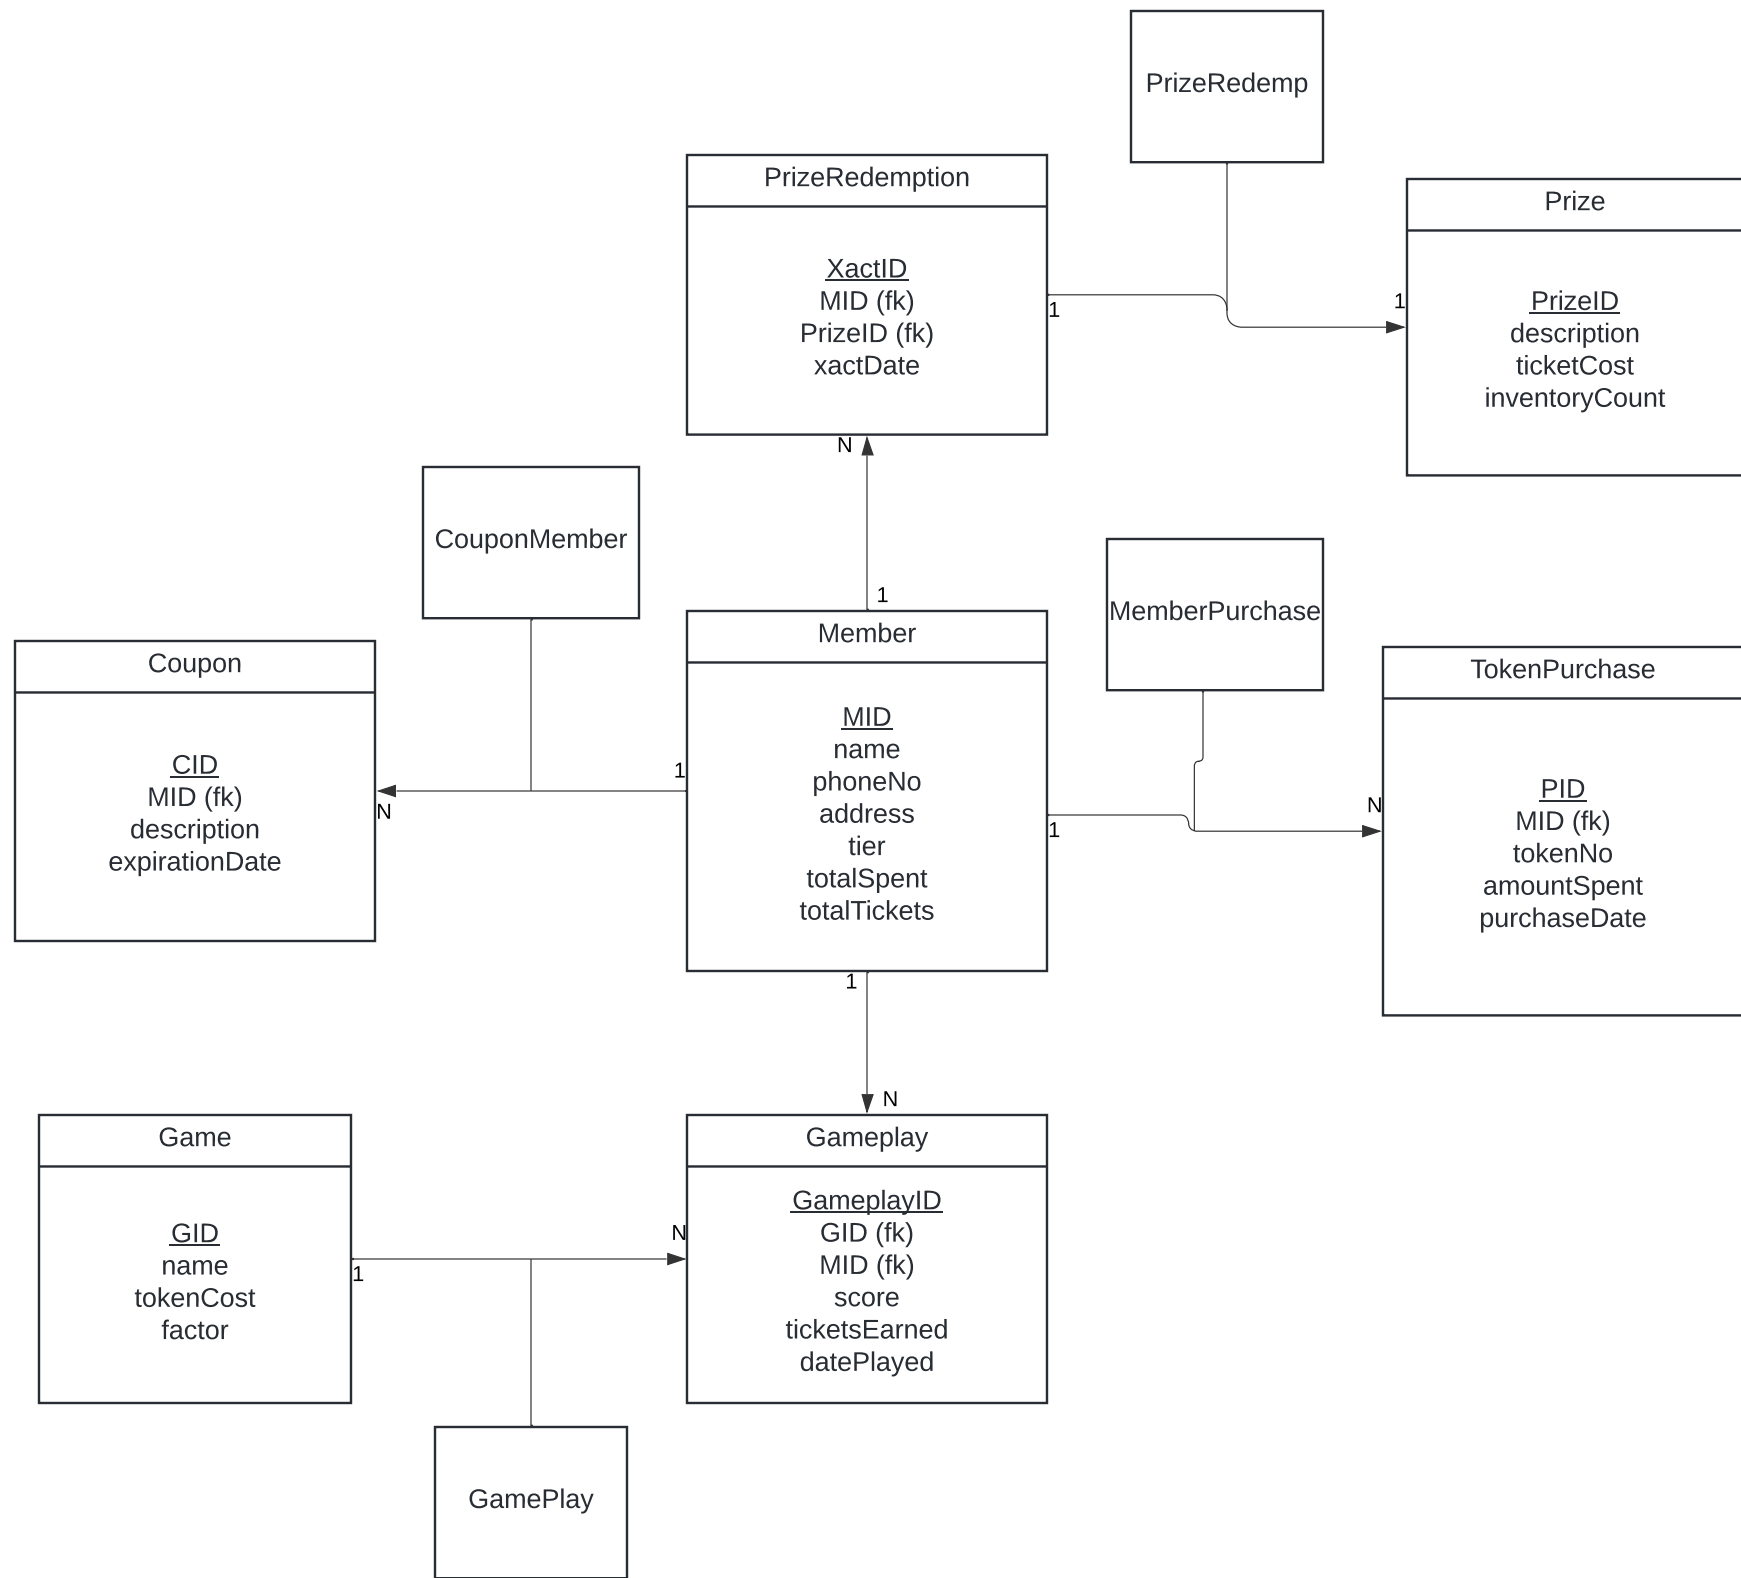 PrizeRedemp
PrizeRedemption
XactID
MID (fk)
PrizeID (fk)
xactDate
1
N
Prize
1
PrizeID
description
ticketCost
inventoryCount
CouponMember
MemberPurchase
Coupon
CID
MID (fk)
description
expirationDate
N
1
1
Member
MID
name
phoneNo
address
tier
totalSpent
totalTickets
1
1
TokenPurchase
N
PID
MID (fk)
tokenNo
amountSpent
purchaseDate
N
Game
GID
name
tokenCost
factor
1
N
Gameplay
GameplayID
GID (fk)
MID (fk)
score
ticketsEarned
datePlayed
GamePlay